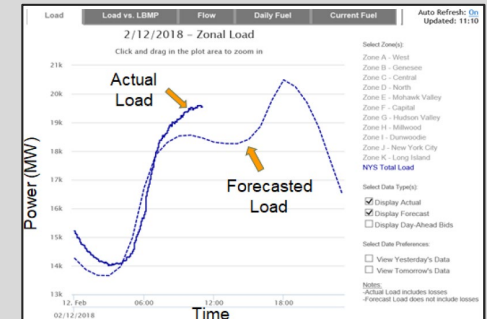 Load
Load vs. LBMP
Flow
Daily Fuel
Current Fuel
Auto Refresh: On
Updated: 11:10
2/12/2018 – Zonal Load
Click and drag in the plot area to zoom in
21k
20k
19k
18k
17k
16k
15k
14k
13k
Power (MW)
Actual
Load
Forecasted
Load
12. Feb
06:00
12:00
18:00
02/12/2018
Time
Select Zone(s)
Zone A - West
Zone B - Genesee
Zone C - Central
Zone D - North
Zone E - Mohawk Valley
Zone F - Capital
Zone G - Hudson Valley
Zone H - Millwood
Zone I - Dunwoodie
Zone J - New York City
Zone K - Long Island
NYS Total Load
Select Data Type(s):
Display Actual
Display Forecast
Display Day-Ahead Bids
Select Date Preferences:
View Yesterday's Data
View Tomorrow's Data
Notes:
-Actual Load includes losses
-Forecast Load does not include losses